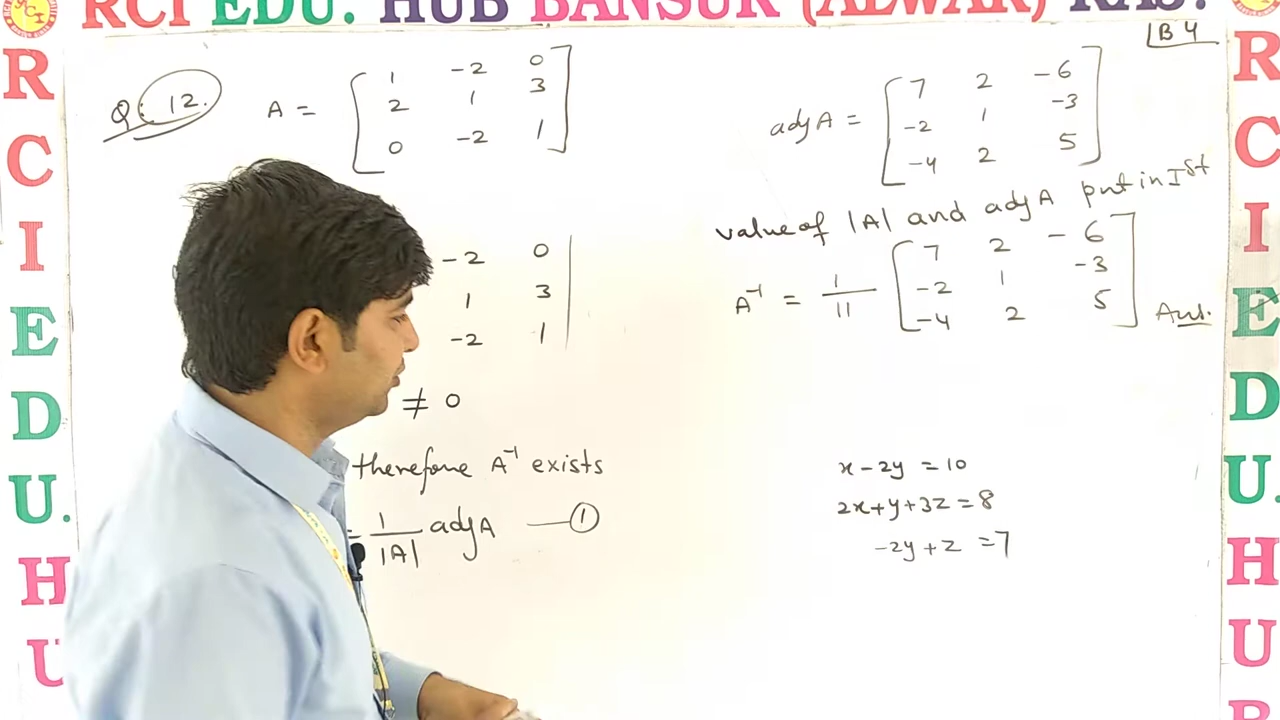 RCI EDU. HUB BANSUR (ALWAR) RAJ.
B4
Q. 12.
A = [ 1 -2 0
2 1 3
0 -2 1 ]
-2 0
1 3
-2 1 |
≠ 0
therefore A⁻¹ exists
= 1/|A| adjA —①
adjA = [ 7 2 -6
-2 1 -3
-4 2 5 ]
value of |A| and adjA put in Ist
A⁻¹ = 1/11 [ 7 2 -6
-2 1 -3
-4 2 5 ] Ans.
x - 2y = 10
2x+y+3z = 8
-2y + z = 7
R
C
I
E
D
U.
H
U
R
C
I
E
D
U.
H
U